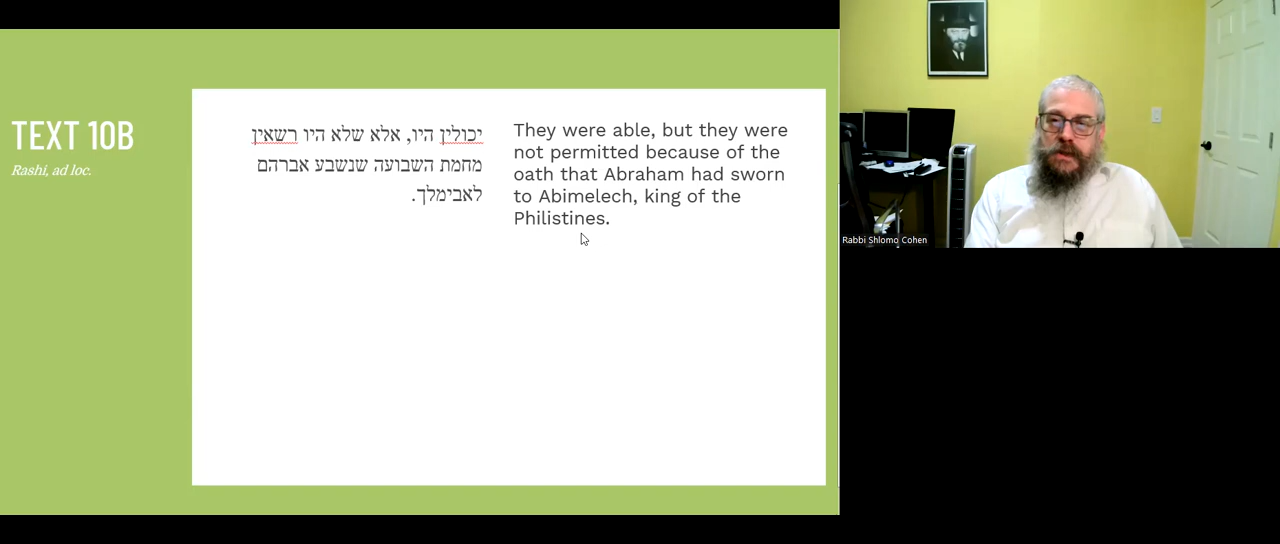 TEXT 10B
Rashi, ad loc.
יכולין היו, אלא שלא היו רשאין
מחמת השבועה שנשבע אברהם
לאבימלך.
They were able, but they were
not permitted because of the
oath that Abraham had sworn
to Abimelech, king of the
Philistines.
Rabbi Shlomo Cohen